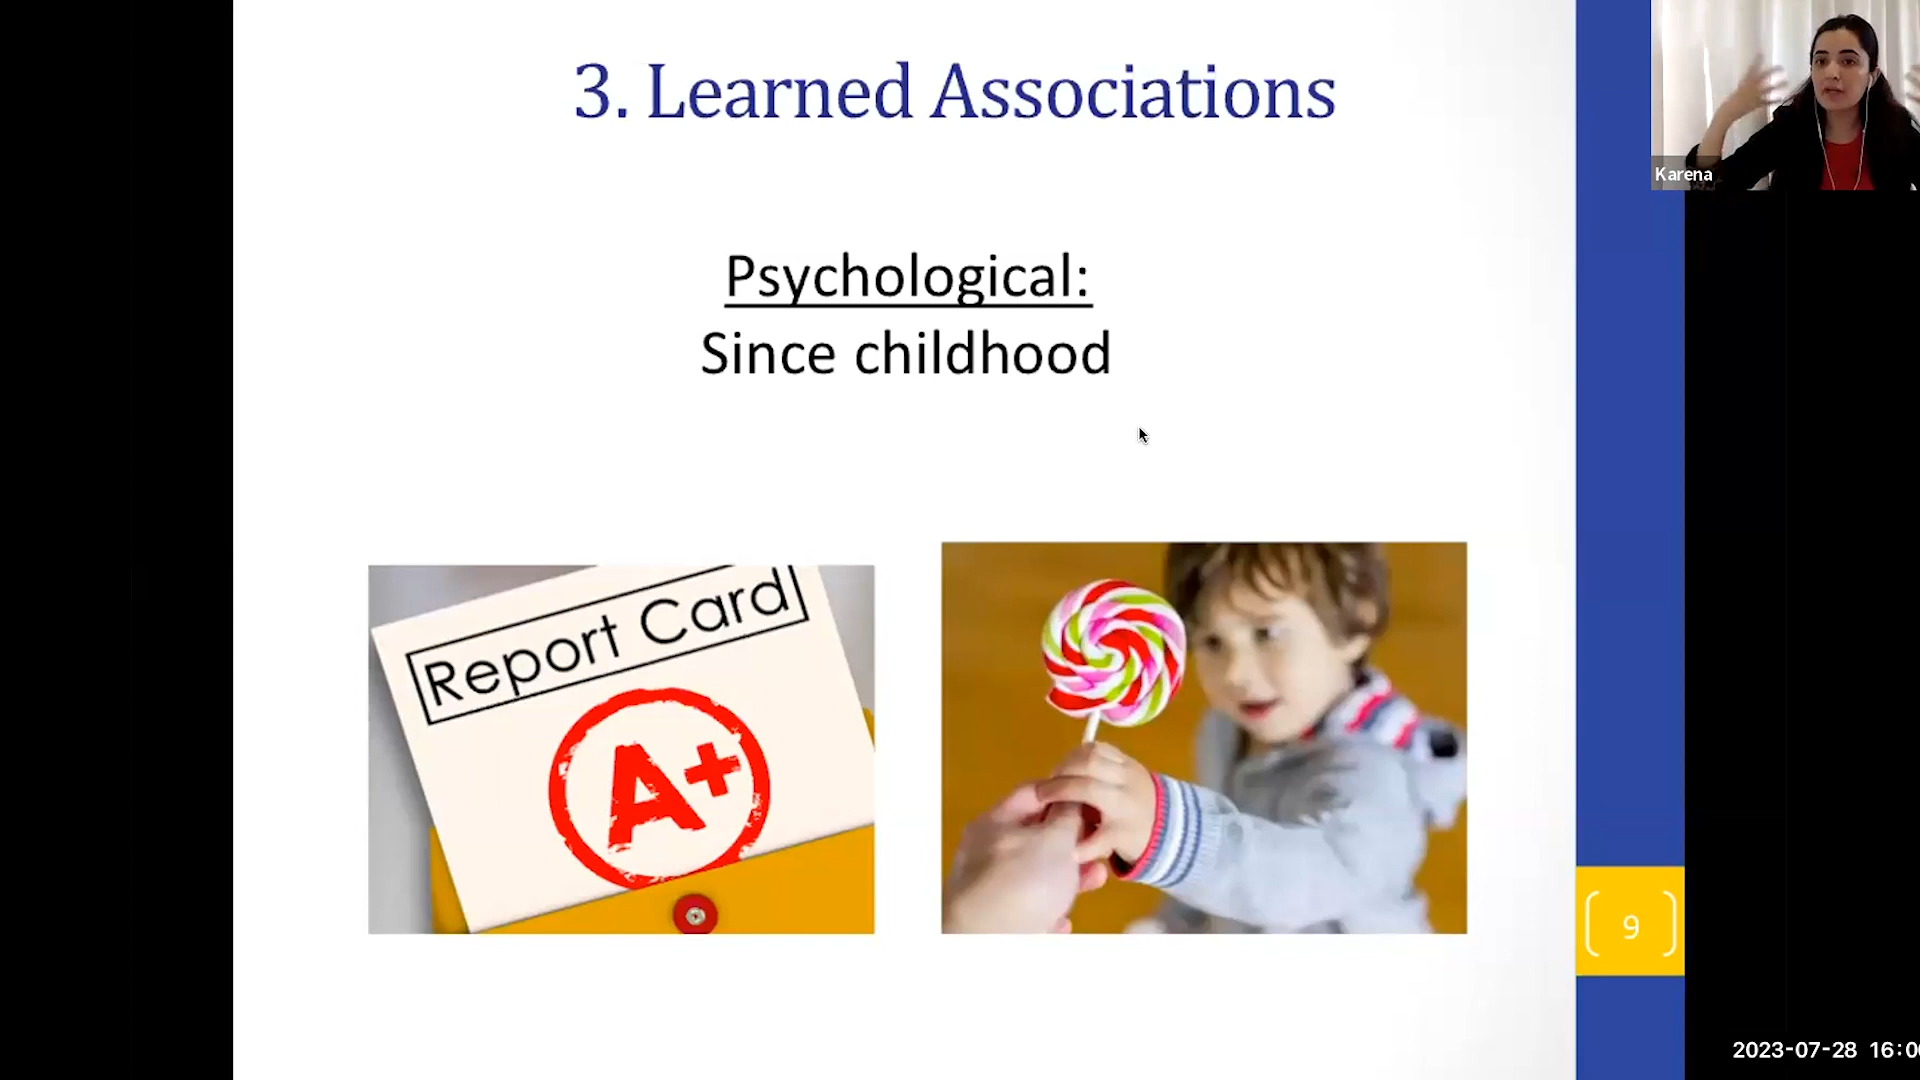 3. Learned Associations
Karena
Psychological:
Since childhood
Report Card
A+
9
2023-07-28 16:0